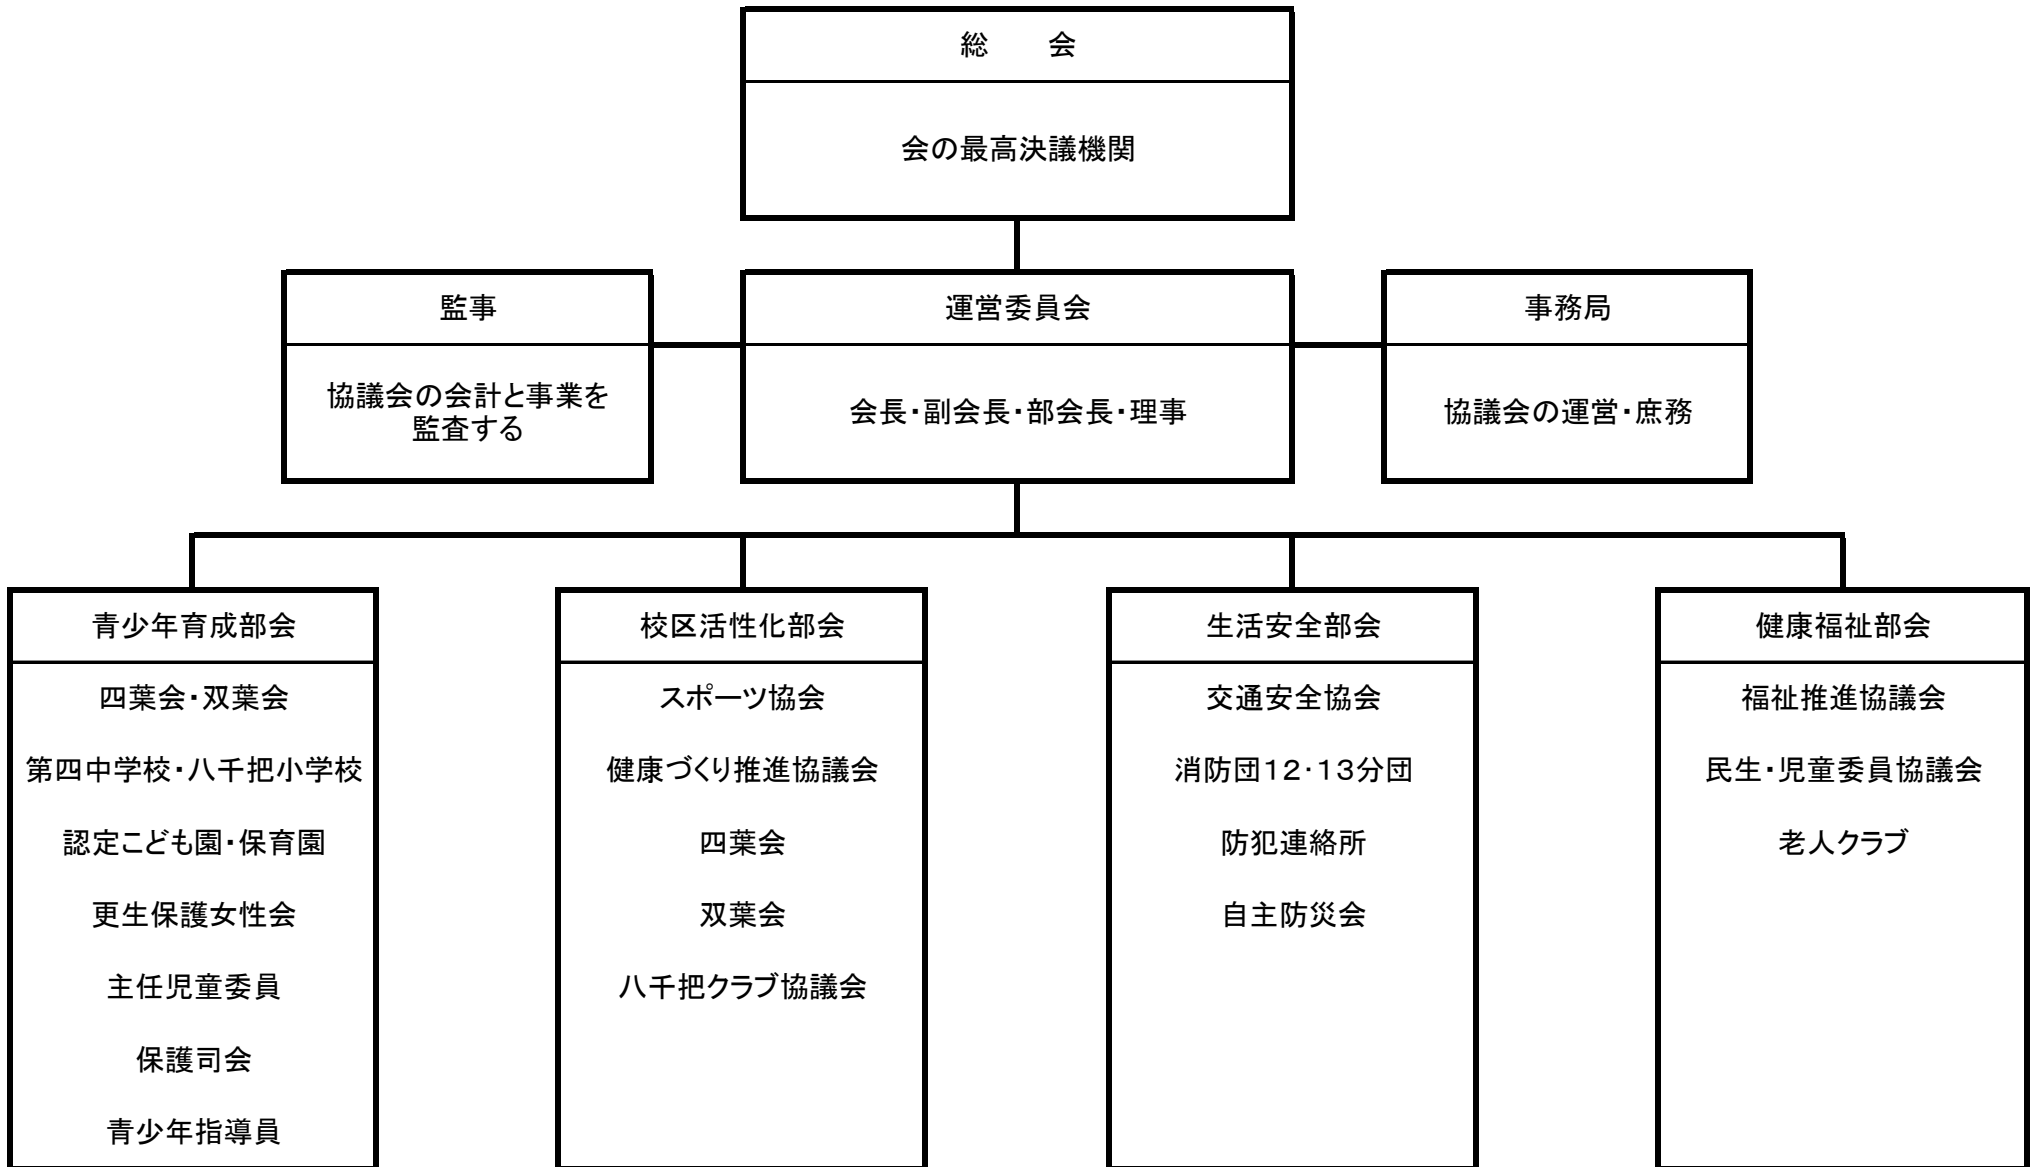 総　　会
会の最高決議機関
監事
協議会の会計と事業を
監査する
運営委員会
会長・副会長・部会長・理事
事務局
協議会の運営・庶務
青少年育成部会
四葉会・双葉会
第四中学校・八千把小学校
認定こども園・保育園
更生保護女性会
主任児童委員
保護司会
青少年指導員
校区活性化部会
スポーツ協会
健康づくり推進協議会
四葉会
双葉会
八千把クラブ協議会
生活安全部会
交通安全協会
消防団１２・１３分団
防犯連絡所
自主防災会
健康福祉部会
福祉推進協議会
民生・児童委員協議会
老人クラブ